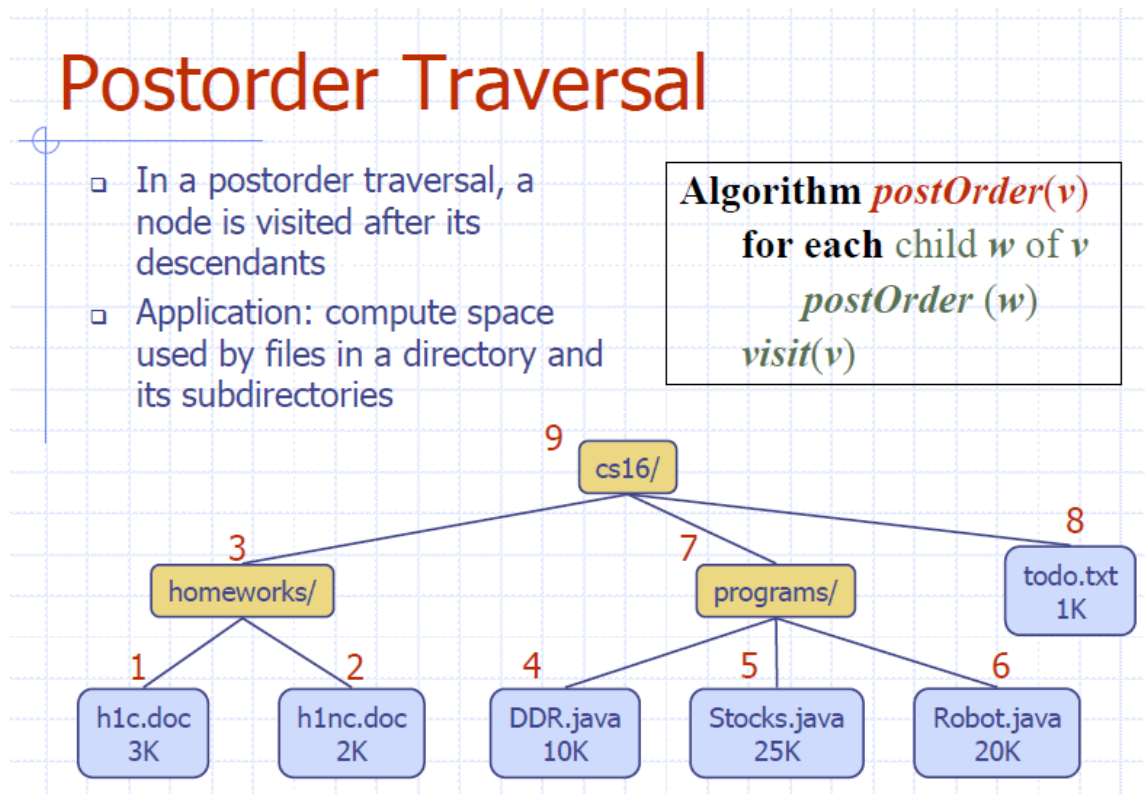 Postorder Traversal
In a postorder traversal, a
node is visited after its
descendants
Application: compute space
used by files in a directory and
its subdirectories
Algorithm postOrder(v)
for each child w of v
postOrder (w)
visit(v)
9
cs16/
3
homeworks/
7
programs/
8
todo.txt
1K
1
h1c.doc
3K
2
h1nc.doc
2K
4
DDR.java
10K
5
Stocks.java
25K
6
Robot.java
20K